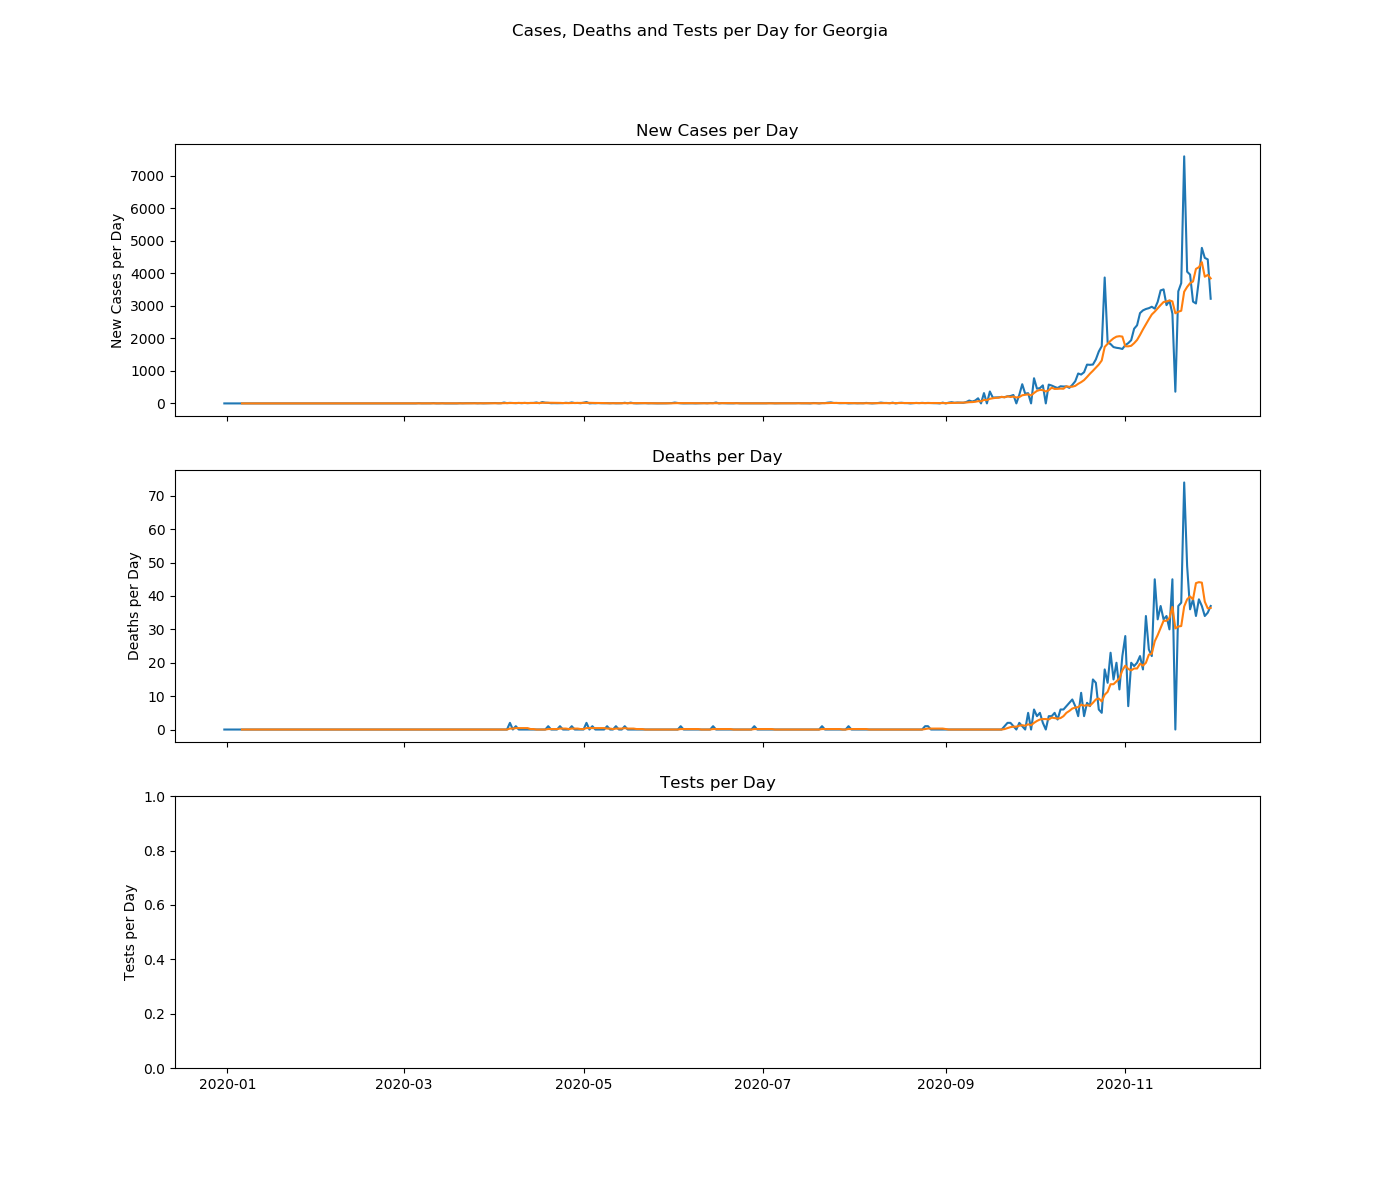 Cases, Deaths and Tests per Day for Georgia
New Cases per Day
New Cases per Day
7000
6000
5000
4000
3000
2000
1000
0
Deaths per Day
Deaths per Day
70
60
50
40
30
20
10
0
Tests per Day
Tests per Day
1.0
0.8
0.6
0.4
0.2
0.0
2020-01 2020-03 2020-05 2020-07 2020-09 2020-11